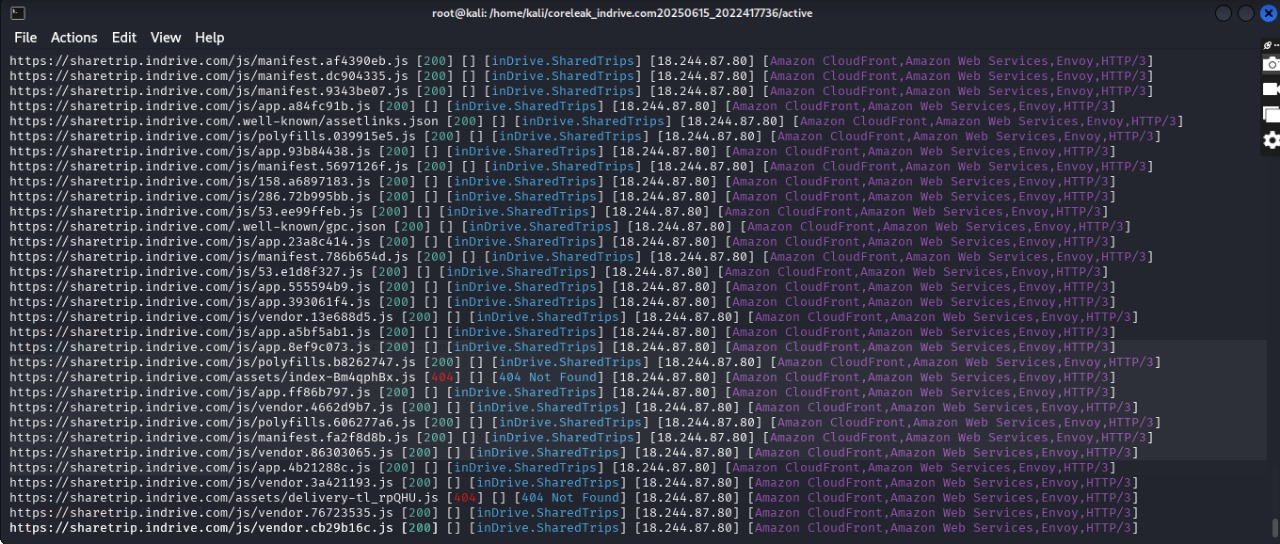 root@kali: /home/kali/coreleak_indrive.com20250615_2022417736/active
File Actions Edit View Help
https://sharetrip.indrive.com/js/manifest.af4390eb.js [200] [] [inDrive.SharedTrips] [18.244.87.80] [Amazon CloudFront,Amazon Web Services,Envoy,HTTP/3]
https://sharetrip.indrive.com/js/manifest.dc904335.js [200] [] [inDrive.SharedTrips] [18.244.87.80] [Amazon CloudFront,Amazon Web Services,Envoy,HTTP/3]
https://sharetrip.indrive.com/js/manifest.9343be07.js [200] [] [inDrive.SharedTrips] [18.244.87.80] [Amazon CloudFront,Amazon Web Services,Envoy,HTTP/3]
https://sharetrip.indrive.com/js/app.a84fc91b.js [200] [] [inDrive.SharedTrips] [18.244.87.80] [Amazon CloudFront,Amazon Web Services,Envoy,HTTP/3]
https://sharetrip.indrive.com/.well-known/assetlinks.json [200] [] [inDrive.SharedTrips] [18.244.87.80] [Amazon CloudFront,Amazon Web Services,Envoy,HTTP/3]
https://sharetrip.indrive.com/js/polyfills.039915e5.js [200] [] [inDrive.SharedTrips] [18.244.87.80] [Amazon CloudFront,Amazon Web Services,Envoy,HTTP/3]
https://sharetrip.indrive.com/js/app.93b84438.js [200] [] [inDrive.SharedTrips] [18.244.87.80] [Amazon CloudFront,Amazon Web Services,Envoy,HTTP/3]
https://sharetrip.indrive.com/js/manifest.5697126f.js [200] [] [inDrive.SharedTrips] [18.244.87.80] [Amazon CloudFront,Amazon Web Services,Envoy,HTTP/3]
https://sharetrip.indrive.com/js/158.a6897183.js [200] [] [inDrive.SharedTrips] [18.244.87.80] [Amazon CloudFront,Amazon Web Services,Envoy,HTTP/3]
https://sharetrip.indrive.com/js/286.72b995bb.js [200] [] [inDrive.SharedTrips] [18.244.87.80] [Amazon CloudFront,Amazon Web Services,Envoy,HTTP/3]
https://sharetrip.indrive.com/js/53.ee99ffeb.js [200] [] [inDrive.SharedTrips] [18.244.87.80] [Amazon CloudFront,Amazon Web Services,Envoy,HTTP/3]
https://sharetrip.indrive.com/.well-known/gpc.json [200] [] [inDrive.SharedTrips] [18.244.87.80] [Amazon CloudFront,Amazon Web Services,Envoy,HTTP/3]
https://sharetrip.indrive.com/js/app.23a8c414.js [200] [] [inDrive.SharedTrips] [18.244.87.80] [Amazon CloudFront,Amazon Web Services,Envoy,HTTP/3]
https://sharetrip.indrive.com/js/manifest.786b654d.js [200] [] [inDrive.SharedTrips] [18.244.87.80] [Amazon CloudFront,Amazon Web Services,Envoy,HTTP/3]
https://sharetrip.indrive.com/js/53.e1d8f327.js [200] [] [inDrive.SharedTrips] [18.244.87.80] [Amazon CloudFront,Amazon Web Services,Envoy,HTTP/3]
https://sharetrip.indrive.com/js/app.555594b9.js [200] [] [inDrive.SharedTrips] [18.244.87.80] [Amazon CloudFront,Amazon Web Services,Envoy,HTTP/3]
https://sharetrip.indrive.com/js/app.393061f4.js [200] [] [inDrive.SharedTrips] [18.244.87.80] [Amazon CloudFront,Amazon Web Services,Envoy,HTTP/3]
https://sharetrip.indrive.com/js/vendor.13e688d5.js [200] [] [inDrive.SharedTrips] [18.244.87.80] [Amazon CloudFront,Amazon Web Services,Envoy,HTTP/3]
https://sharetrip.indrive.com/js/app.a5bf5ab1.js [200] [] [inDrive.SharedTrips] [18.244.87.80] [Amazon CloudFront,Amazon Web Services,Envoy,HTTP/3]
https://sharetrip.indrive.com/js/app.8ef9c073.js [200] [] [inDrive.SharedTrips] [18.244.87.80] [Amazon CloudFront,Amazon Web Services,Envoy,HTTP/3]
https://sharetrip.indrive.com/js/polyfills.b8262747.js [200] [] [inDrive.SharedTrips] [18.244.87.80] [Amazon CloudFront,Amazon Web Services,Envoy,HTTP/3]
https://sharetrip.indrive.com/assets/index-Bm4qphBx.js [404] [] [404 Not Found] [18.244.87.80] [Amazon CloudFront,Amazon Web Services,Envoy,HTTP/3]
https://sharetrip.indrive.com/js/app.ff86b797.js [200] [] [inDrive.SharedTrips] [18.244.87.80] [Amazon CloudFront,Amazon Web Services,Envoy,HTTP/3]
https://sharetrip.indrive.com/js/vendor.4662d9b7.js [200] [] [inDrive.SharedTrips] [18.244.87.80] [Amazon CloudFront,Amazon Web Services,Envoy,HTTP/3]
https://sharetrip.indrive.com/js/polyfills.606277a6.js [200] [] [inDrive.SharedTrips] [18.244.87.80] [Amazon CloudFront,Amazon Web Services,Envoy,HTTP/3]
https://sharetrip.indrive.com/js/manifest.fa2f8d8b.js [200] [] [inDrive.SharedTrips] [18.244.87.80] [Amazon CloudFront,Amazon Web Services,Envoy,HTTP/3]
https://sharetrip.indrive.com/js/vendor.86303065.js [200] [] [inDrive.SharedTrips] [18.244.87.80] [Amazon CloudFront,Amazon Web Services,Envoy,HTTP/3]
https://sharetrip.indrive.com/js/app.4b21288c.js [200] [] [inDrive.SharedTrips] [18.244.87.80] [Amazon CloudFront,Amazon Web Services,Envoy,HTTP/3]
https://sharetrip.indrive.com/js/vendor.3a421193.js [200] [] [inDrive.SharedTrips] [18.244.87.80] [Amazon CloudFront,Amazon Web Services,Envoy,HTTP/3]
https://sharetrip.indrive.com/assets/delivery-tl_rpQHU.js [404] [] [404 Not Found] [18.244.87.80] [Amazon CloudFront,Amazon Web Services,Envoy,HTTP/3]
https://sharetrip.indrive.com/js/vendor.76723535.js [200] [] [inDrive.SharedTrips] [18.244.87.80] [Amazon CloudFront,Amazon Web Services,Envoy,HTTP/3]
https://sharetrip.indrive.com/js/vendor.cb29b16c.js [200] [] [inDrive.SharedTrips] [18.244.87.80] [Amazon CloudFront,Amazon Web Services,Envoy,HTTP/3]